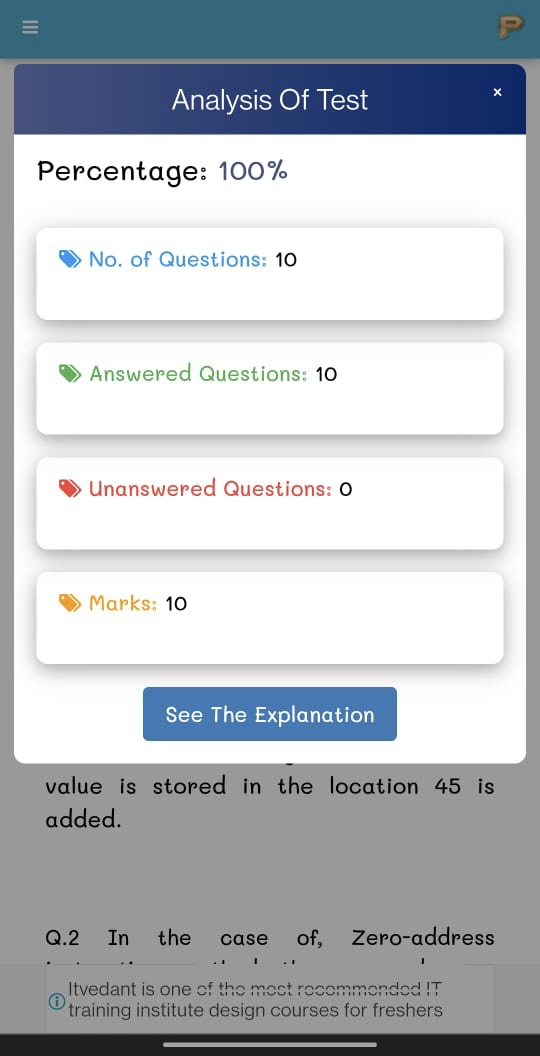 Analysis Of Test
x
Percentage: 100%
No. of Questions: 10
Answered Questions: 10
Unanswered Questions: 0
Marks: 10
See The Explanation
value is stored in the location 45 is
added.
Q.2 In the case of, Zero-address
Itvedant is one of the most recommended IT
training institute design courses for freshers